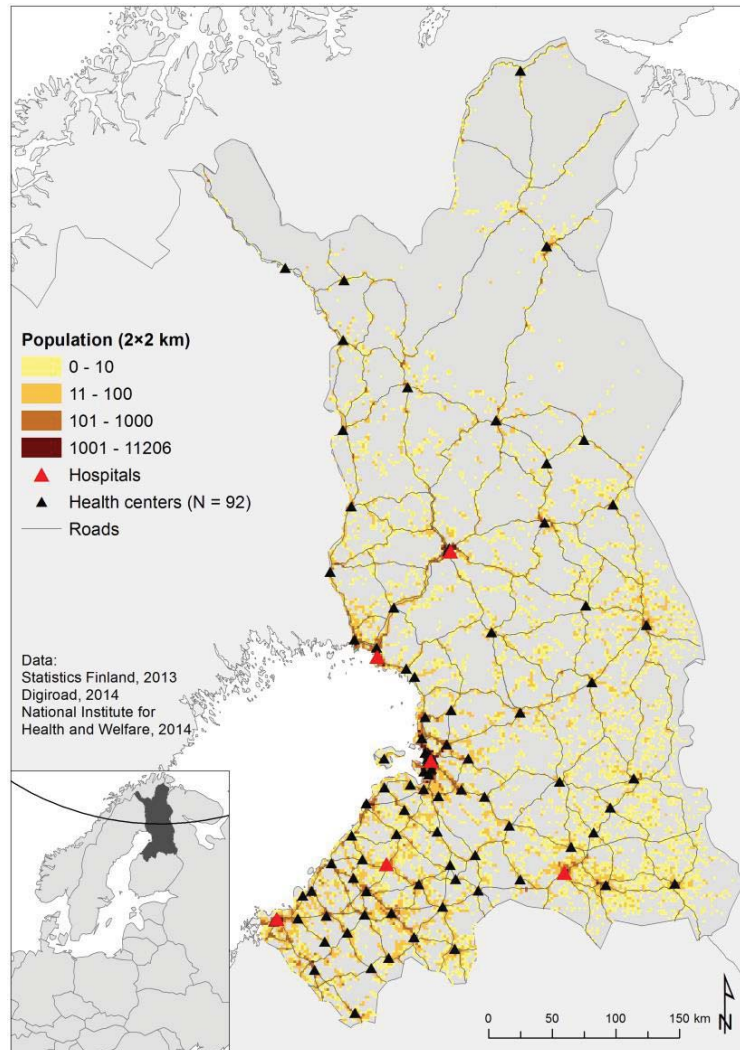 Population (2×2 km)
0 - 10
11 - 100
101 - 1000
1001 - 11206
Hospitals
Health centers (N = 92)
Roads
Data:
Statistics Finland, 2013
Digiroad, 2014
National Institute for
Health and Welfare, 2014
N
0 50 100 150 km